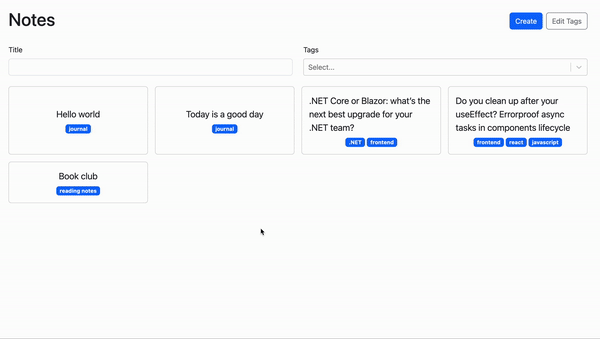 Notes
Create
Edit Tags
Title
Tags
Select...
Hello world
journal
Today is a good day
journal
.NET Core or Blazor: what's the
next best upgrade for your
.NET team?
.NET frontend
Do you clean up after your
useEffect? Errorproof async
tasks in components lifecycle
frontend react javascript
Book club
reading notes